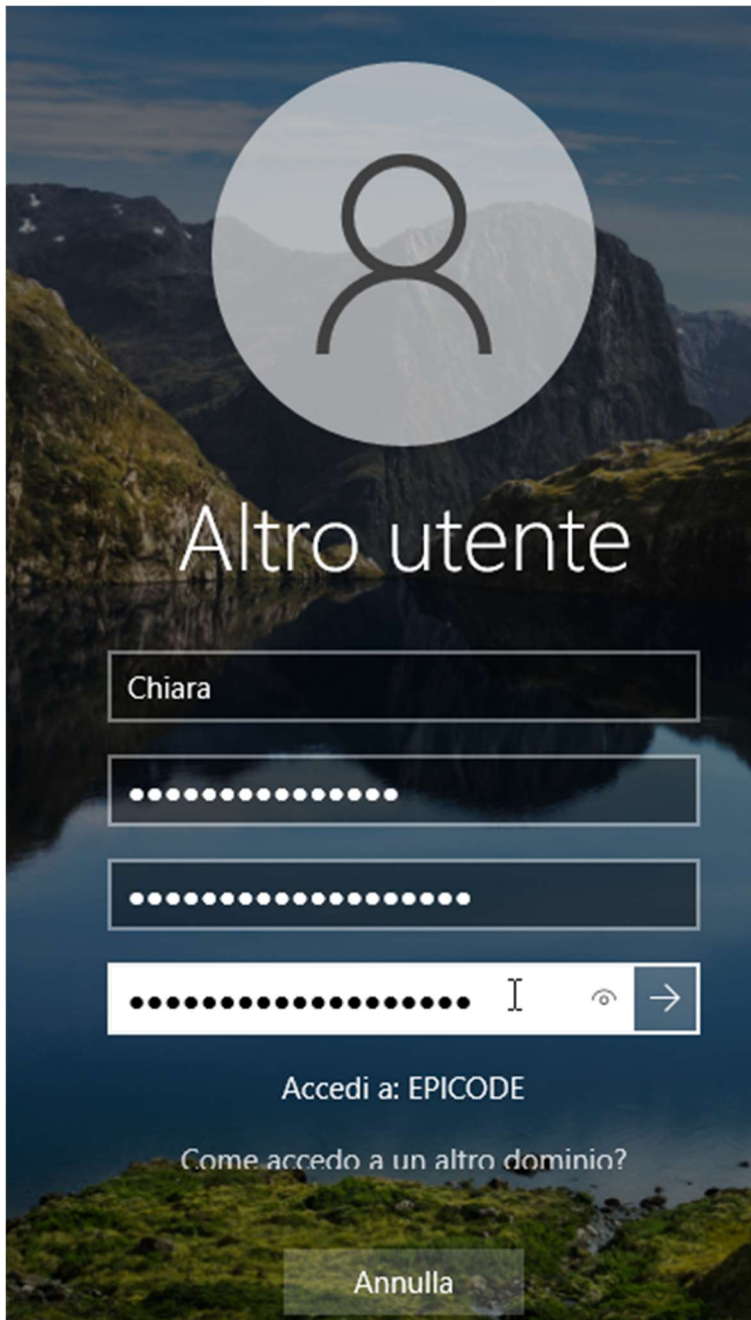 Altro utente
Chiara
●●●●●●●●●●●●●●●
●●●●●●●●●●●●●●●●●●●
●●●●●●●●●●●●●●●●●●●
Accedi a: EPICODE
Come accedo a un altro dominio?
Annulla